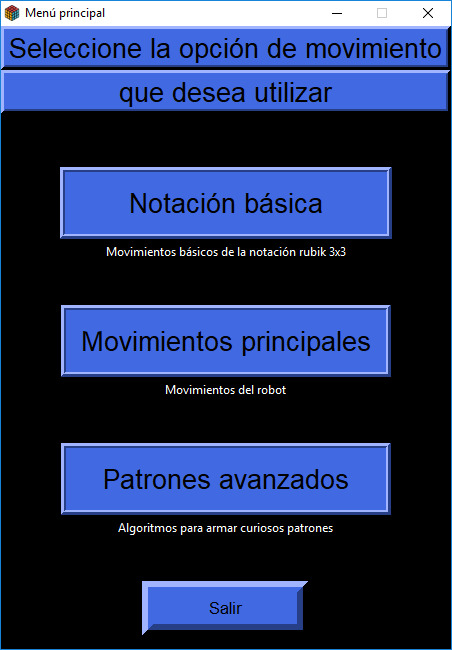 Menú principal
Seleccione la opción de movimiento
que desea utilizar
Notación básica
Movimientos básicos de la notación rubik 3x3
Movimientos principales
Movimientos del robot
Patrones avanzados
Algoritmos para armar curiosos patrones
Salir